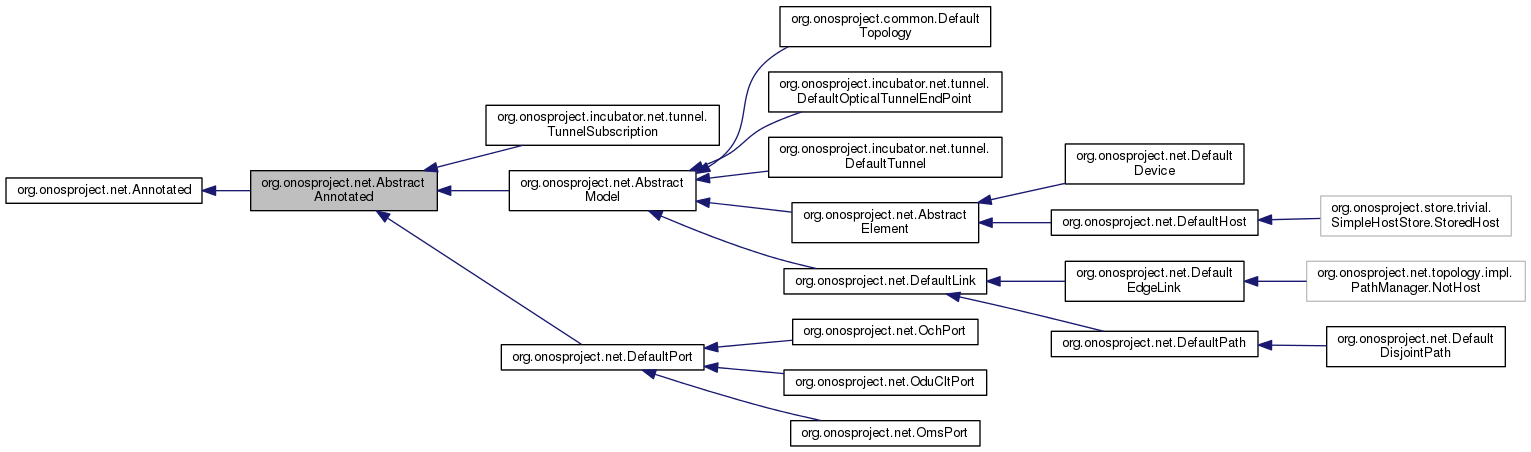 org.onosproject.net.Annotated
org.onosproject.net.Abstract
Annotated
org.onosproject.incubator.net.tunnel.
TunnelSubscription
org.onosproject.net.Abstract
Model
org.onosproject.net.DefaultPort
org.onosproject.common.Default
Topology
org.onosproject.incubator.net.tunnel.
DefaultOpticalTunnelEndPoint
org.onosproject.incubator.net.tunnel.
DefaultTunnel
org.onosproject.net.Abstract
Element
org.onosproject.net.DefaultLink
org.onosproject.net.OchPort
org.onosproject.net.OduCltPort
org.onosproject.net.OmsPort
org.onosproject.net.Default
Device
org.onosproject.net.DefaultHost
org.onosproject.net.Default
EdgeLink
org.onosproject.net.DefaultPath
org.onosproject.store.trivial.
SimpleHostStore.StoredHost
org.onosproject.net.topology.impl.
PathManager.NotHost
org.onosproject.net.Default
DisjointPath